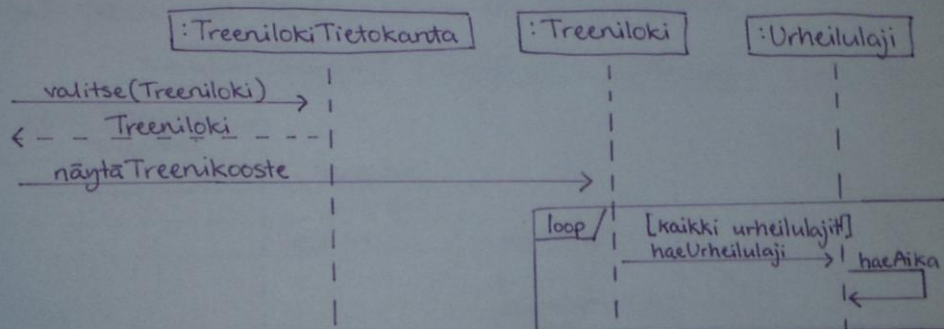 :TreenilokiTietokanta
:Treeniloki
:Urheilulaji
valitse(Treeniloki)
Treeniloki
näytäTreenikooste
loop
[kaikki urheilulajit]
haeUrheilulaji
haeAika